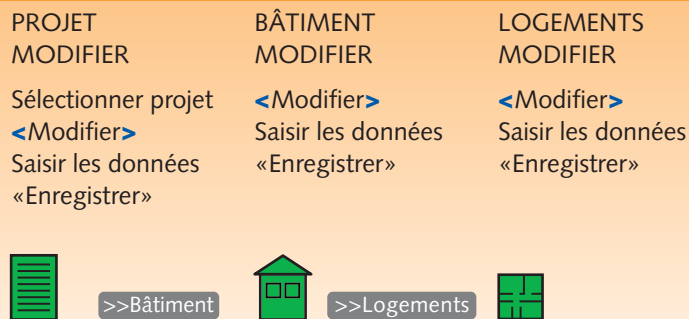 PROJET
MODIFIER
Sélectionner projet
<Modifier>
Saisir les données
«Enregistrer»
BÂTIMENT
MODIFIER
<Modifier>
Saisir les données
«Enregistrer»
LOGEMENTS
MODIFIER
<Modifier>
Saisir les données
«Enregistrer»
>>Bâtiment
>>Logements